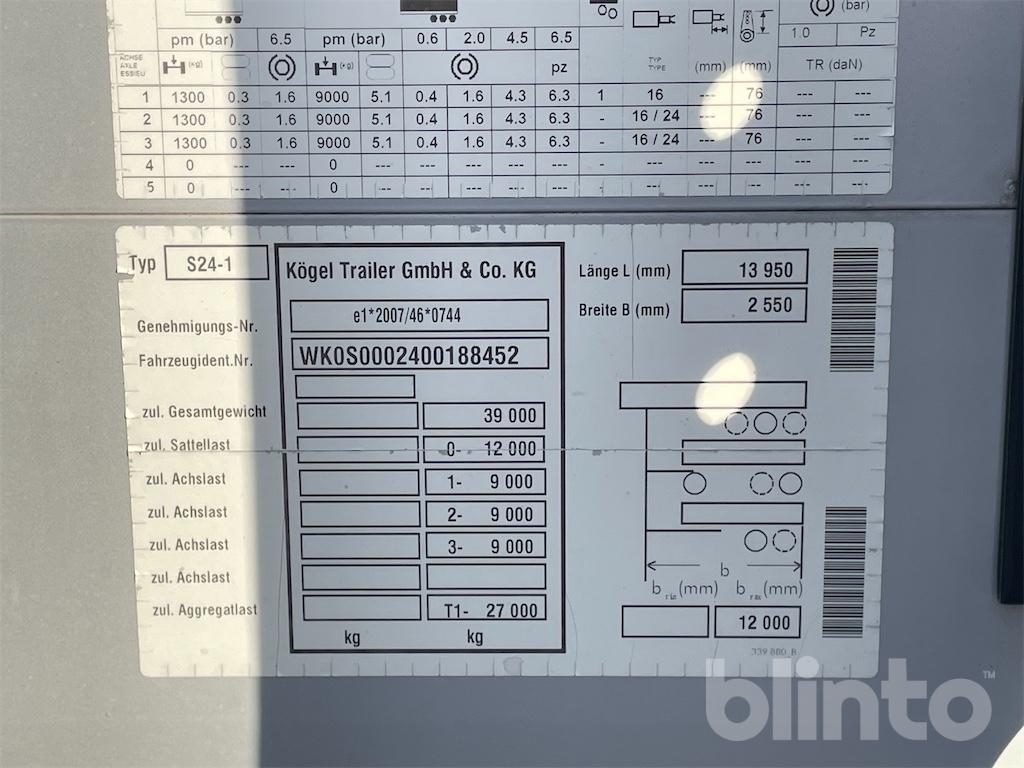 (bar)
pm (bar) 6.5 pm (bar) 0.6 2.0 4.5 6.5 1.0 Pz
ACHSE
AXLE
ESSIEU
(kg) (kg) pz TYP
TYPE
(mm) (mm) TR (daN)
1 1300 0.3 1.6 9000 5.1 0.4 1.6 4.3 6.3 1 16 --- 76 --- ---
2 1300 0.3 1.6 9000 5.1 0.4 1.6 4.3 6.3 - 16 / 24 --- 76 --- ---
3 1300 0.3 1.6 9000 5.1 0.4 1.6 4.3 6.3 - 16 / 24 --- 76 --- ---
4 0 --- --- 0 --- --- --- --- --- - --- --- --- --- ---
5 0 --- --- 0 --- --- --- --- --- - --- --- --- --- ---
Typ S24-1
Kögel Trailer GmbH & Co. KG
Länge L (mm) 13 950
Breite B (mm) 2 550
Genehmigungs-Nr. e1*2007/46*0744
Fahrzeugident.Nr. WK0S0002400188452
zul. Gesamtgewicht 39 000
zul. Sattellast 0- 12 000
zul. Achslast 1- 9 000
zul. Achslast 2- 9 000
zul. Achslast 3- 9 000
zul. Achslast
zul. Aggregatlast T1- 27 000
kg kg
b
b min (mm) b max (mm)
12 000
339 880_B
blinto™